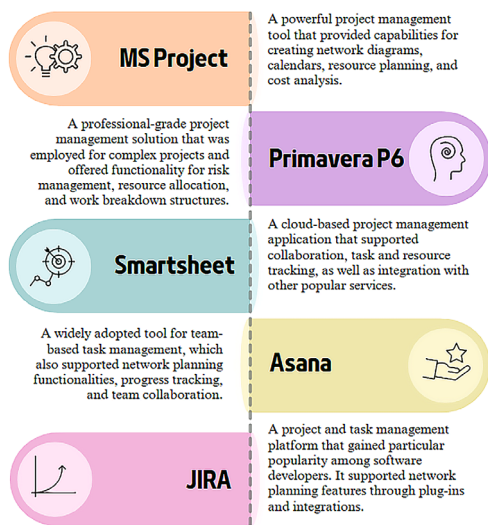 MS Project
A powerful project management
tool that provided capabilities for
creating network diagrams,
calendars, resource planning, and
cost analysis.
A professional-grade project
management solution that was
employed for complex projects and
offered functionality for risk
management, resource allocation,
and work breakdown structures.
Primavera P6
Smartsheet
A cloud-based project management
application that supported
collaboration, task and resource
tracking, as well as integration with
other popular services.
A widely adopted tool for team-
based task management, which
also supported network planning
functionalities, progress tracking,
and team collaboration.
Asana
JIRA
A project and task management
platform that gained particular
popularity among software
developers. It supported network
planning features through plug-ins
and integrations.